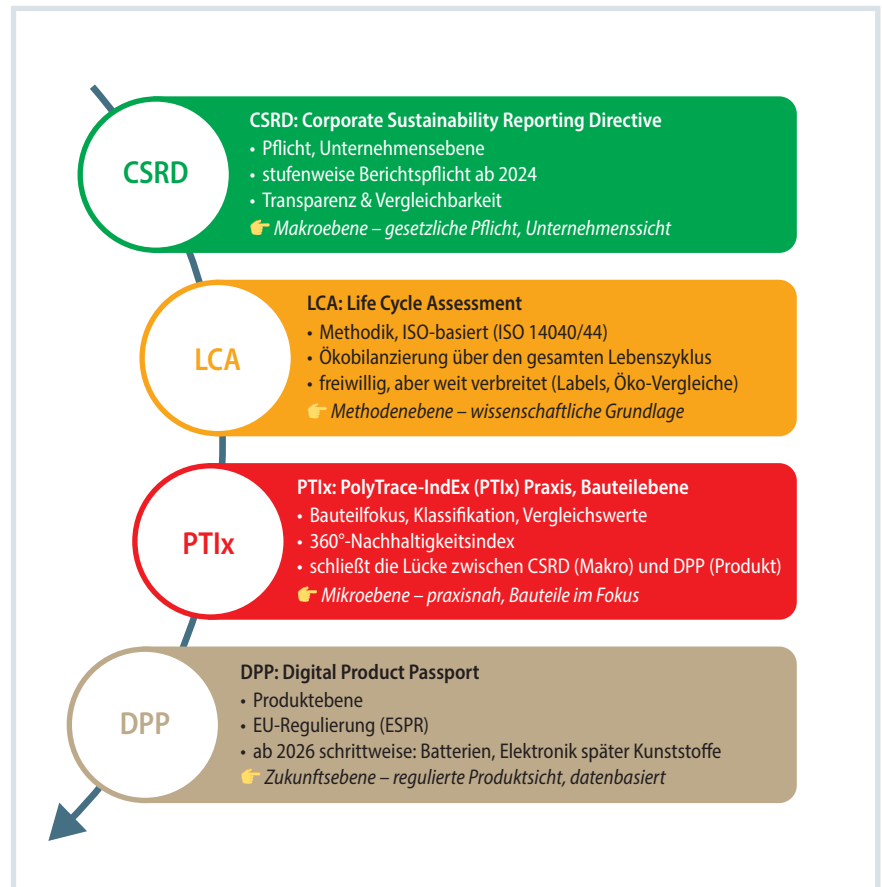 CSRD
CSRD: Corporate Sustainability Reporting Directive
• Pflicht, Unternehmensebene
• stufenweise Berichtspflicht ab 2024
• Transparenz & Vergleichbarkeit
👉 Makroebene – gesetzliche Pflicht, Unternehmenssicht
LCA
LCA: Life Cycle Assessment
• Methodik, ISO-basiert (ISO 14040/44)
• Ökobilanzierung über den gesamten Lebenszyklus
• freiwillig, aber weit verbreitet (Labels, Öko-Vergleiche)
👉 Methodenebene – wissenschaftliche Grundlage
PTIx
PTIx: PolyTrace-IndEx (PTIx) Praxis, Bauteilebene
• Bauteilfokus, Klassifikation, Vergleichswerte
• 360°-Nachhaltigkeitsindex
• schließt die Lücke zwischen CSRD (Makro) und DPP (Produkt)
👉 Mikroebene – praxisnah, Bauteile im Fokus
DPP
DPP: Digital Product Passport
• Produktebene
• EU-Regulierung (ESPR)
• ab 2026 schrittweise: Batterien, Elektronik später Kunststoffe
👉 Zukunftsebene – regulierte Produktsicht, datenbasiert